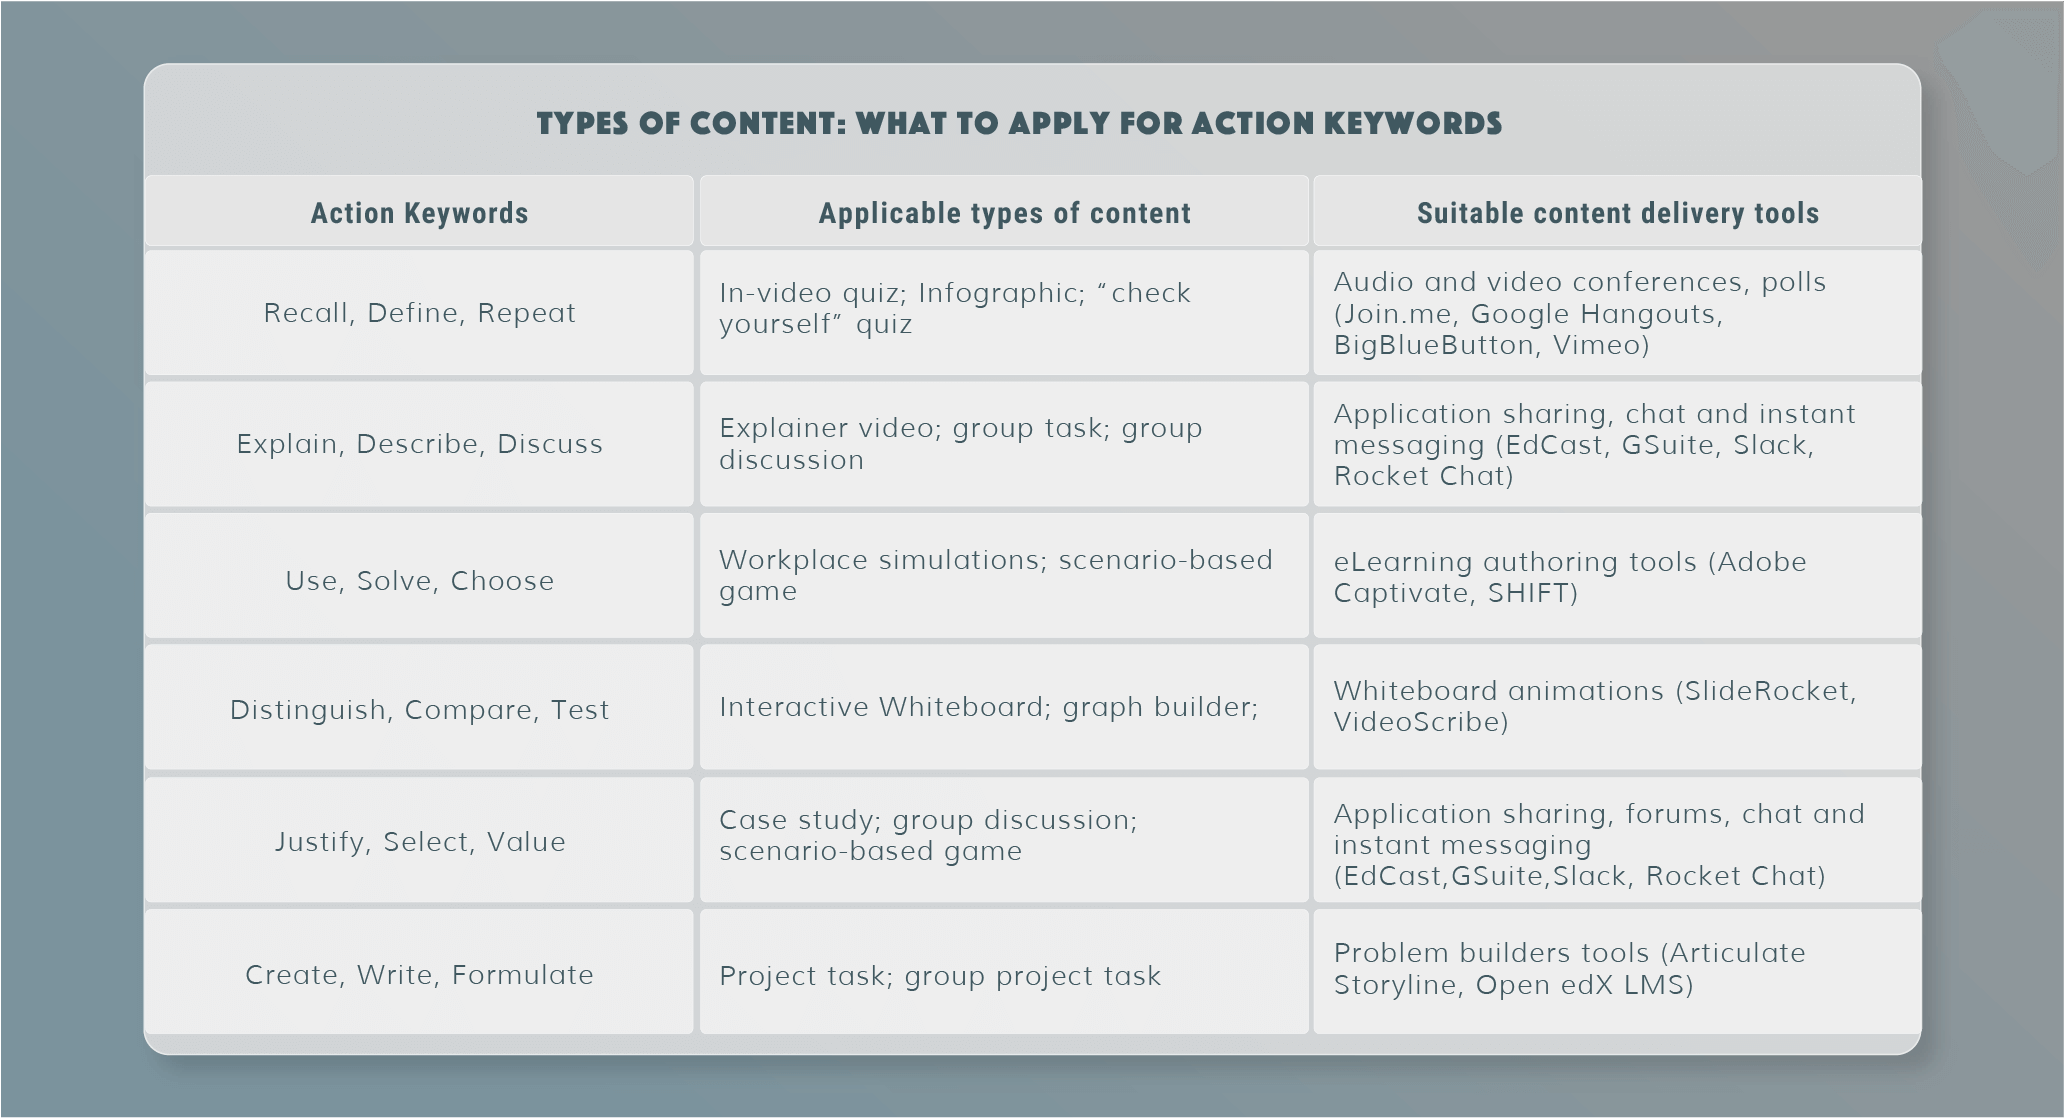 TYPES OF CONTENT: WHAT TO APPLY FOR ACTION KEYWORDS
Action Keywords
Applicable types of content
Suitable content delivery tools
Recall, Define, Repeat
In-video quiz; Infographic; “check
yourself” quiz
Audio and video conferences, polls
(Join.me, Google Hangouts,
BigBlueButton, Vimeo)
Explain, Describe, Discuss
Explainer video; group task; group
discussion
Application sharing, chat and instant
messaging (EdCast, GSuite, Slack,
Rocket Chat)
Use, Solve, Choose
Workplace simulations; scenario-based
game
eLearning authoring tools (Adobe
Captivate, SHIFT)
Distinguish, Compare, Test
Interactive Whiteboard; graph builder;
Whiteboard animations (SlideRocket,
VideoScribe)
Justify, Select, Value
Case study; group discussion;
scenario-based game
Application sharing, forums, chat and
instant messaging
(EdCast,GSuite,Slack, Rocket Chat)
Create, Write, Formulate
Project task; group project task
Problem builders tools (Articulate
Storyline, Open edX LMS)